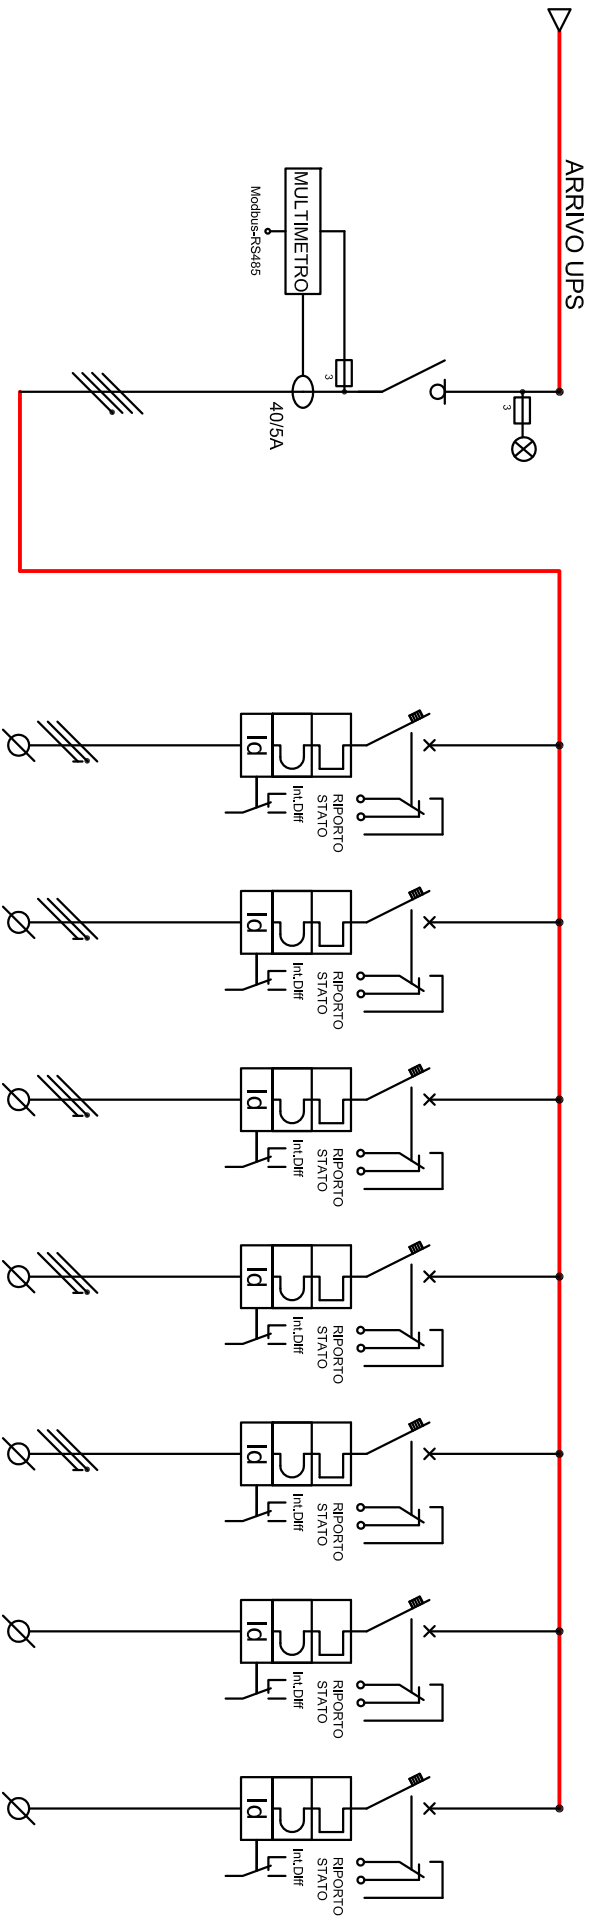 ARRIVO UPS
3
MULTIMETRO
Modbus-RS485
3
40/5A
Id
Int.Diff
RIPORTO
STATO
Id
Int.Diff
RIPORTO
STATO
Id
Int.Diff
RIPORTO
STATO
Id
Int.Diff
RIPORTO
STATO
Id
Int.Diff
RIPORTO
STATO
Id
Int.Diff
RIPORTO
STATO
Id
Int.Diff
RIPORTO
STATO